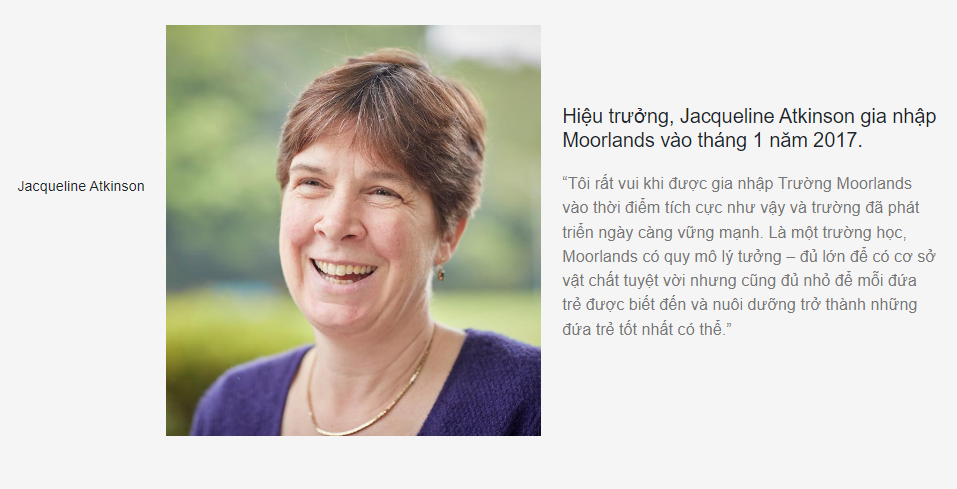 Jacqueline Atkinson
Hiệu trưởng, Jacqueline Atkinson gia nhập
Moorlands vào tháng 1 năm 2017.
“Tôi rất vui khi được gia nhập Trường Moorlands
vào thời điểm tích cực như vậy và trường đã phát
triển ngày càng vững mạnh. Là một trường học,
Moorlands có quy mô lý tưởng – đủ lớn để có cơ sở
vật chất tuyệt vời nhưng cũng đủ nhỏ để mỗi đứa
trẻ được biết đến và nuôi dưỡng trở thành những
đứa trẻ tốt nhất có thể.”